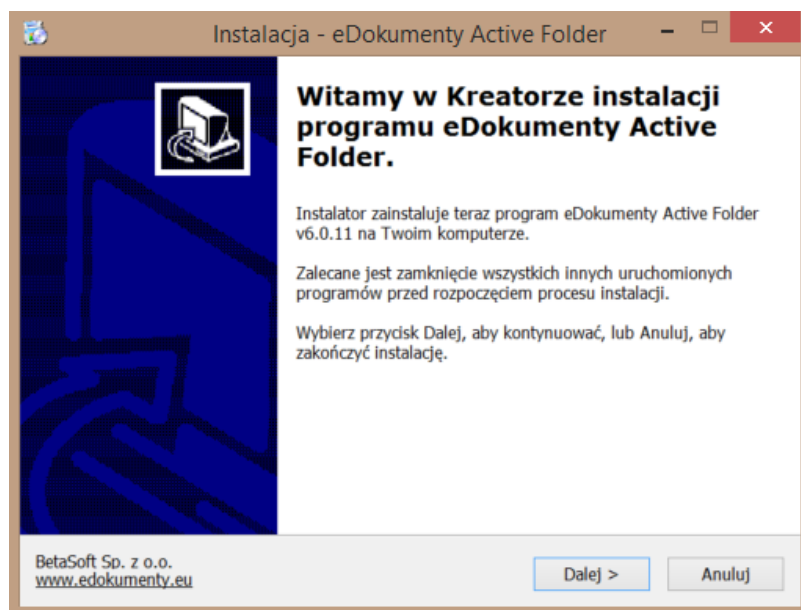 Instalacja - eDokumenty Active Folder
Witamy w Kreatorze instalacji
programu eDokumenty Active
Folder.
Instalator zainstaluje teraz program eDokumenty Active Folder
v6.0.11 na Twoim komputerze.
Zalecane jest zamknięcie wszystkich innych uruchomionych
programów przed rozpoczęciem procesu instalacji.
Wybierz przycisk Dalej, aby kontynuować, lub Anuluj, aby
zakończyć instalację.
BetaSoft Sp. z o.o.
www.edokumenty.eu
Dalej >
Anuluj